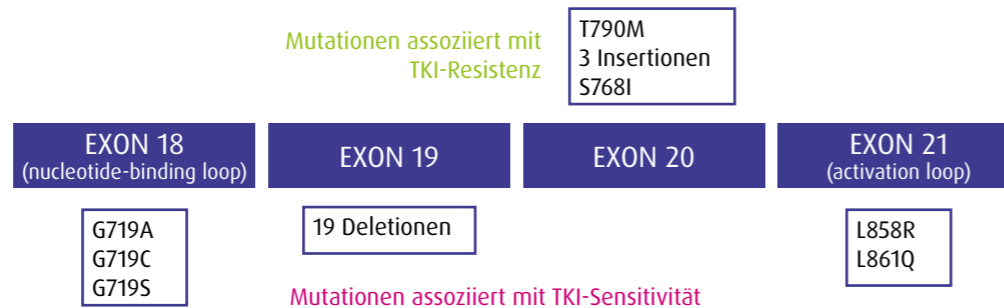 Mutationen assoziiert mit
TKI-Resistenz
T790M
3 Insertionen
S768I
EXON 18
(nucleotide-binding loop)
EXON 19
EXON 20
EXON 21
(activation loop)
G719A
G719C
G719S
19 Deletionen
L858R
L861Q
Mutationen assoziiert mit TKI-Sensitivität